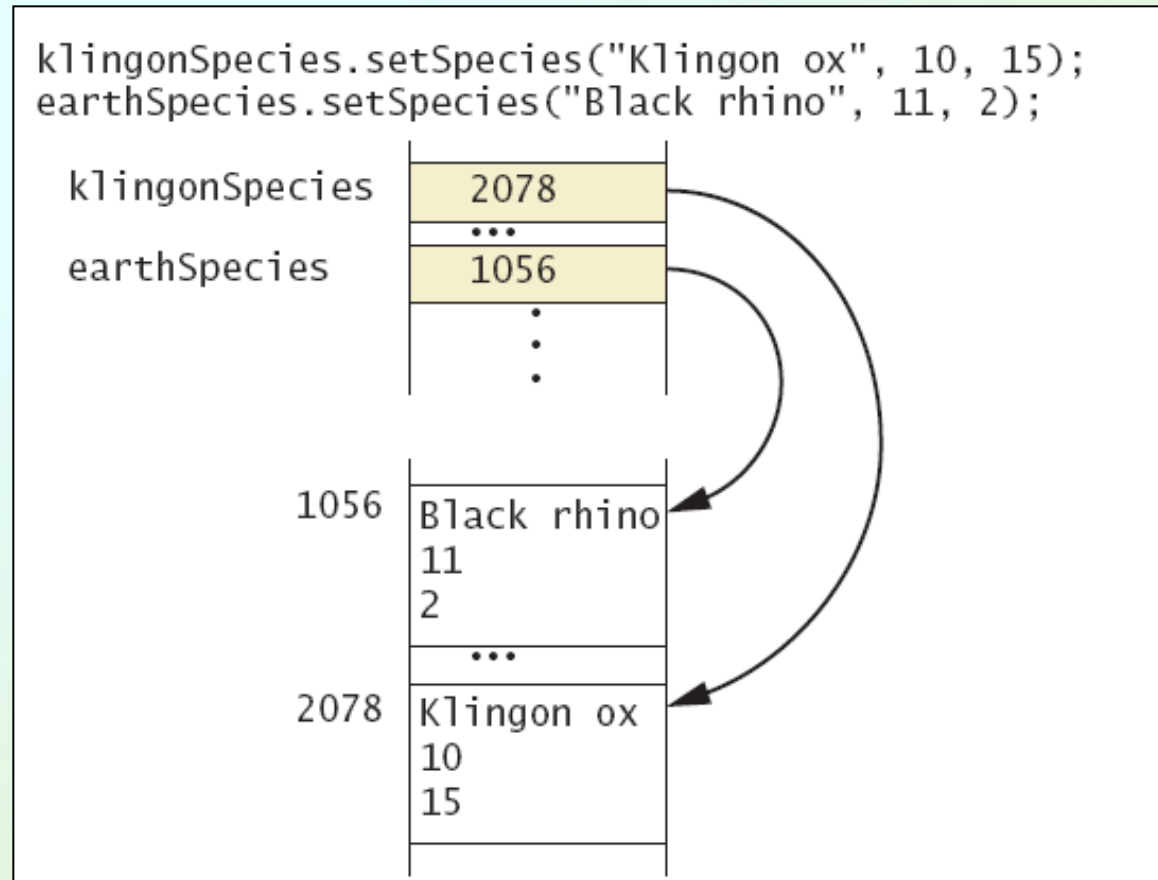 klingonSpecies.setSpecies("Klingon ox", 10, 15);
earthSpecies.setSpecies("Black rhino", 11, 2);
klingonSpecies 2078
•••
earthSpecies 1056
1056 Black rhino
11
2
•••
2078 Klingon ox
10
15